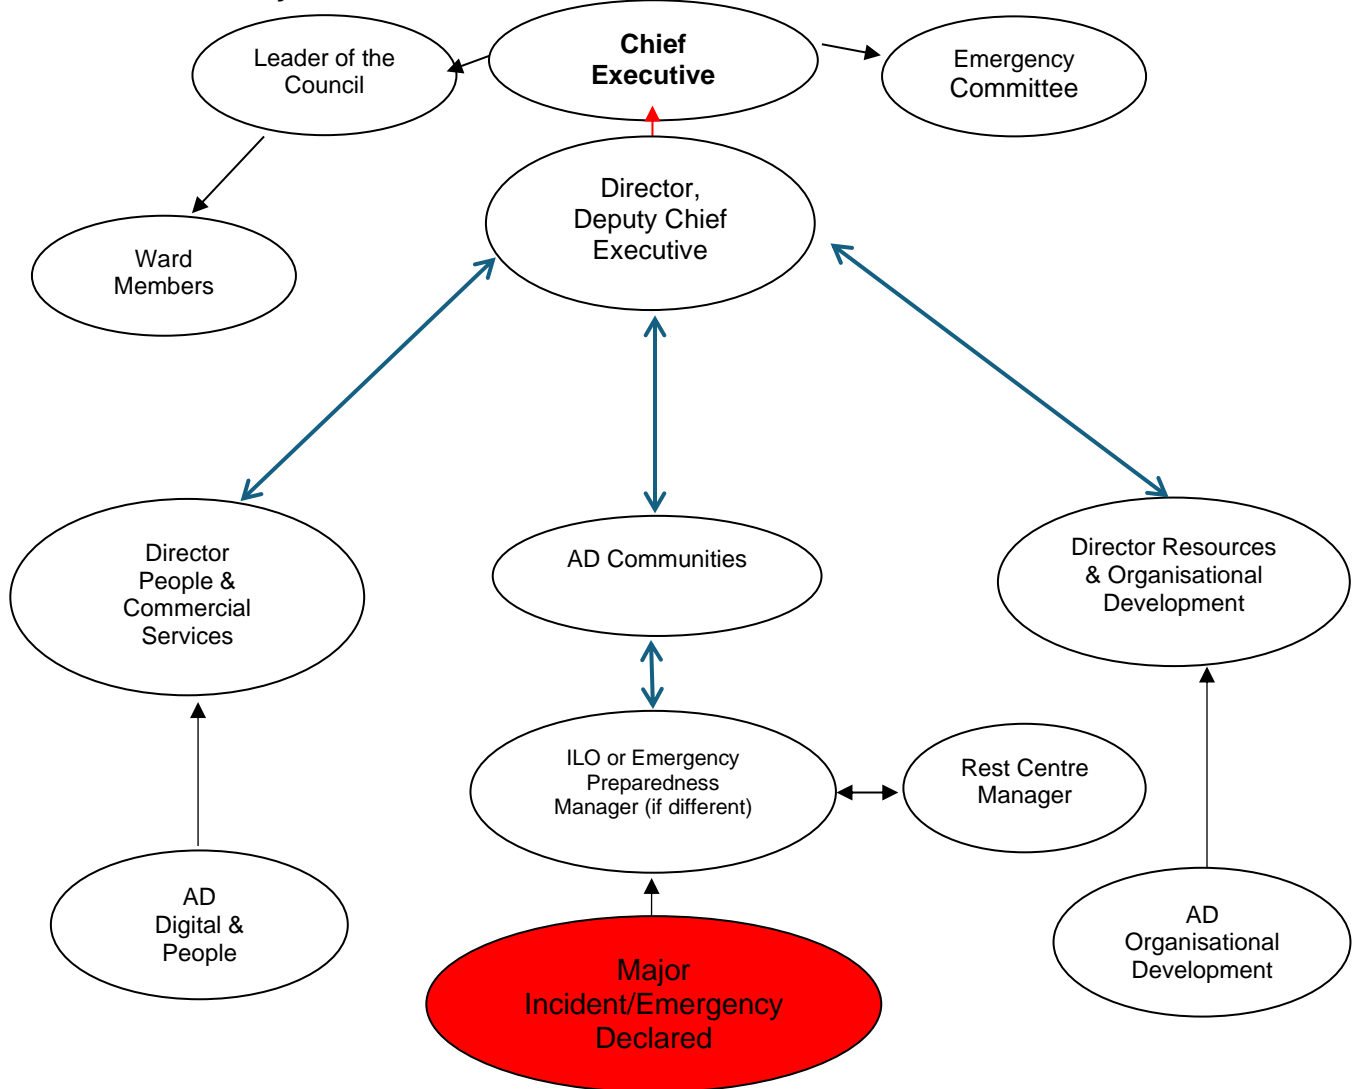 Leader of the
Council
Chief
Executive
Emergency
Committee
Director,
Deputy Chief
Executive
Ward
Members
Director
People &
Commercial
Services
AD Communities
Director Resources
& Organisational
Development
ILO or Emergency
Preparedness
Manager (if different)
Rest Centre
Manager
AD
Digital &
People
AD
Organisational
Development
Major
Incident/Emergency
Declared